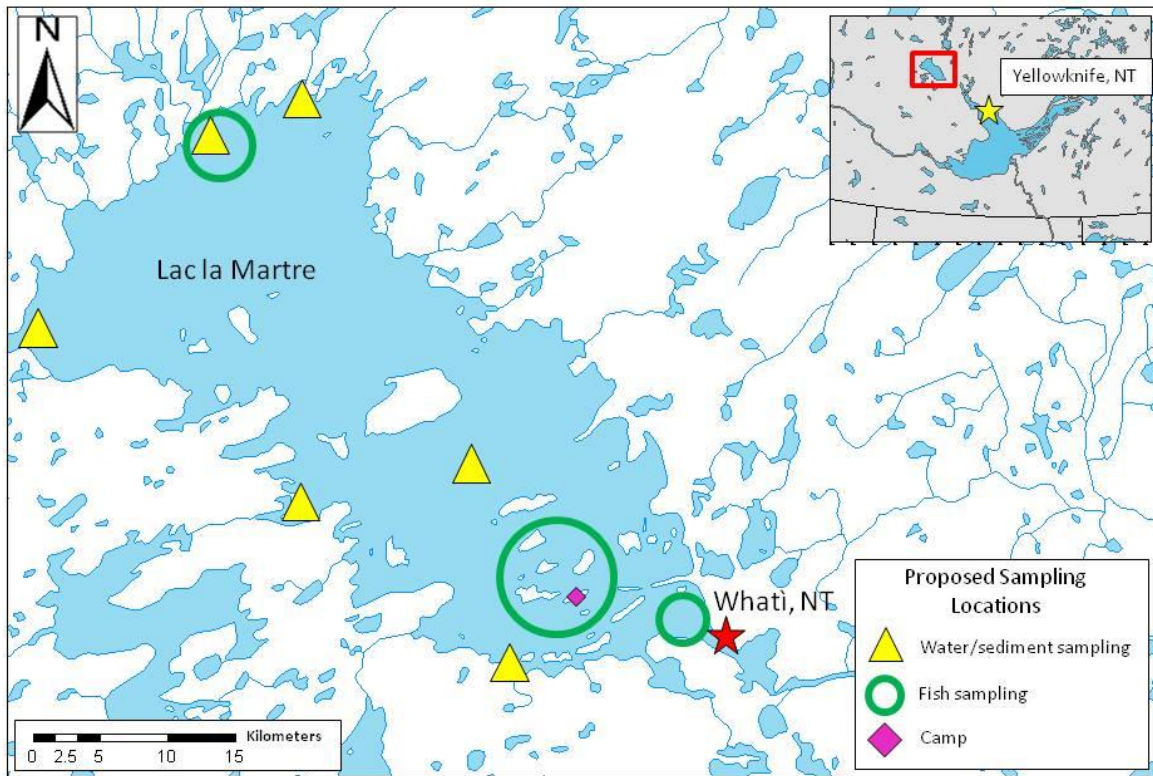 N
Yellowknife, NT
Lac la Martre
Whatì, NT
Proposed Sampling
Locations
Water/sediment sampling
Fish sampling
Camp
Kilometers
0 2.5 5 10 15